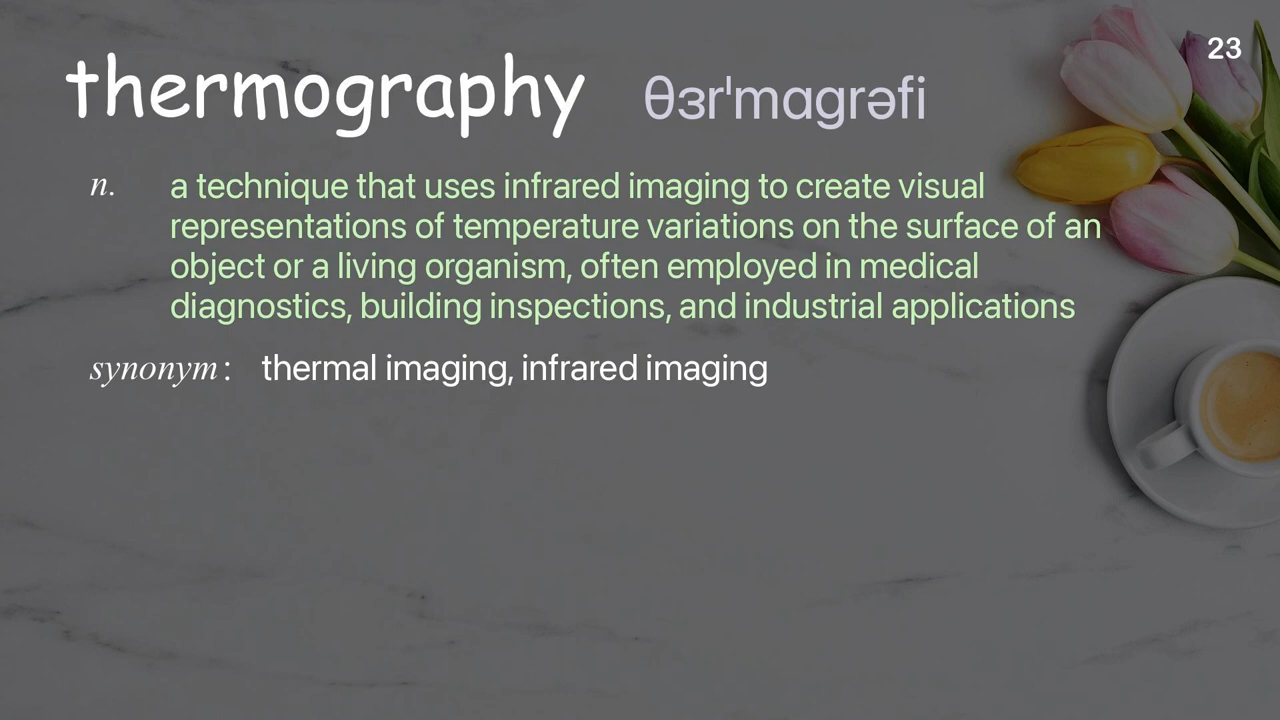 23
thermography θɜrˈmɑgrəfi
n. a technique that uses infrared imaging to create visual
representations of temperature variations on the surface of an
object or a living organism, often employed in medical
diagnostics, building inspections, and industrial applications
synonym : thermal imaging, infrared imaging